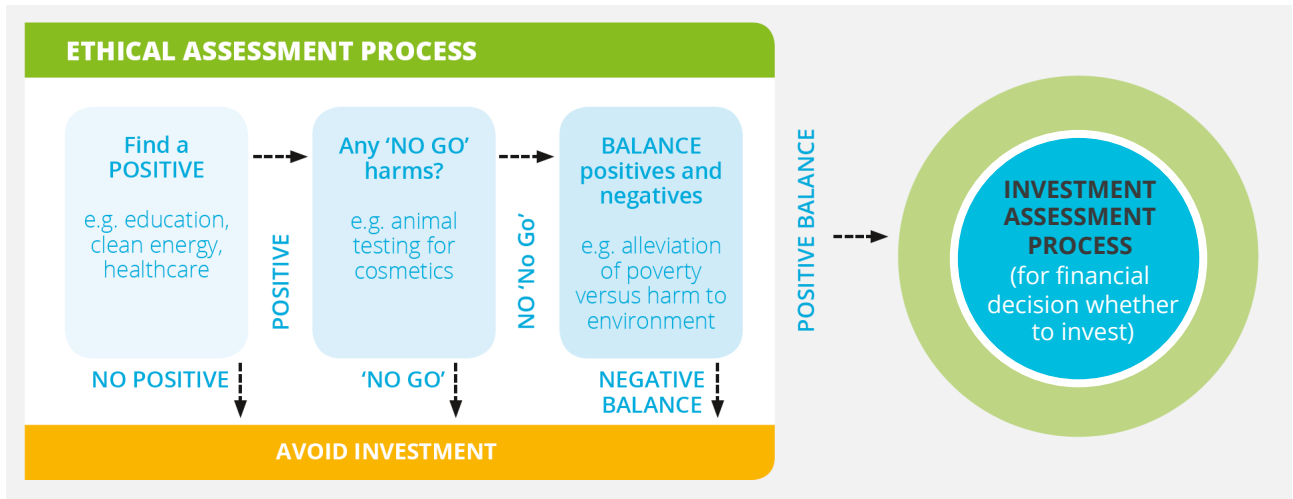 ETHICAL ASSESSMENT PROCESS
Find a
POSITIVE
e.g. education,
clean energy,
healthcare
POSITIVE
NO POSITIVE
Any ‘NO GO’
harms?
e.g. animal
testing for
cosmetics
NO ‘No Go’
‘NO GO’
BALANCE
positives and
negatives
e.g. alleviation
of poverty
versus harm to
environment
NEGATIVE
BALANCE
POSITIVE BALANCE
AVOID INVESTMENT
INVESTMENT
ASSESSMENT
PROCESS
(for financial
decision whether
to invest)